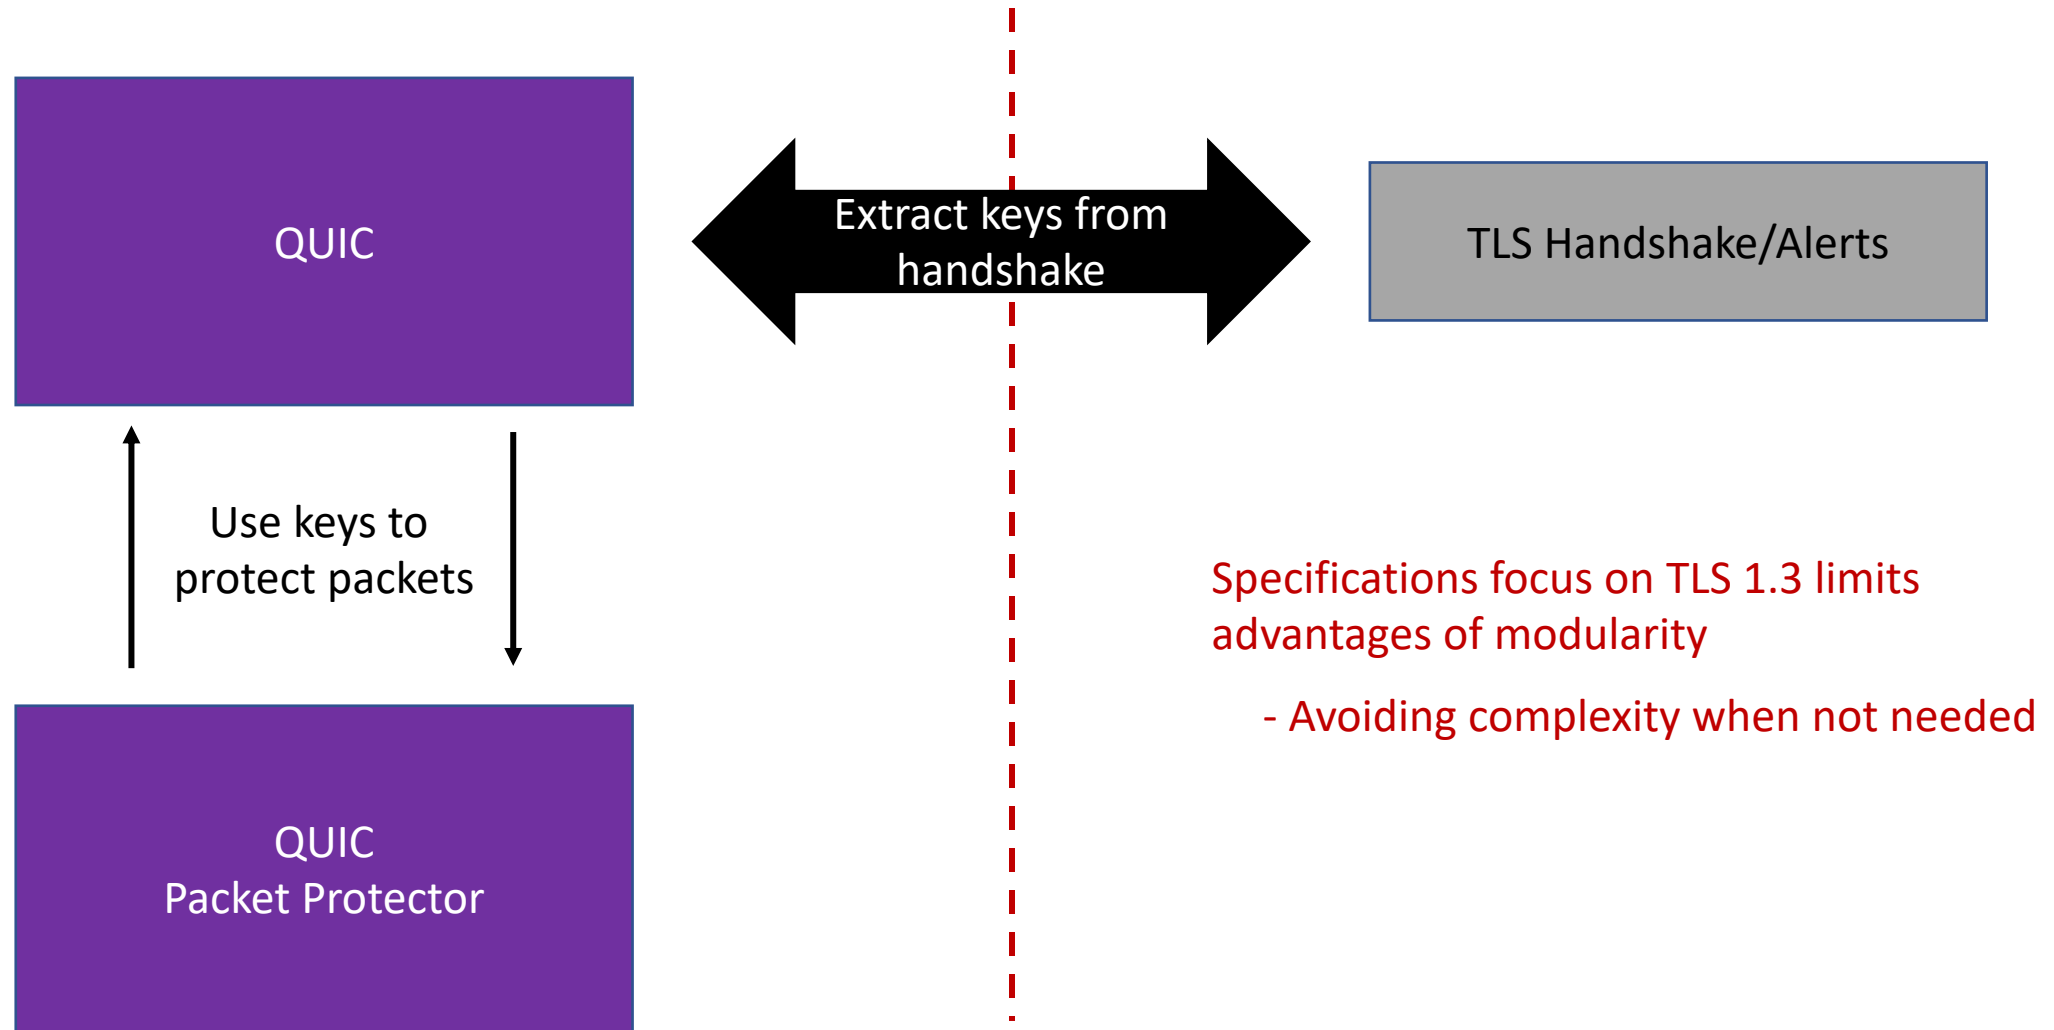 QUIC
Extract keys from
handshake
TLS Handshake/Alerts
Use keys to
protect packets
Specifications focus on TLS 1.3 limits
advantages of modularity
- Avoiding complexity when not needed
QUIC
Packet Protector